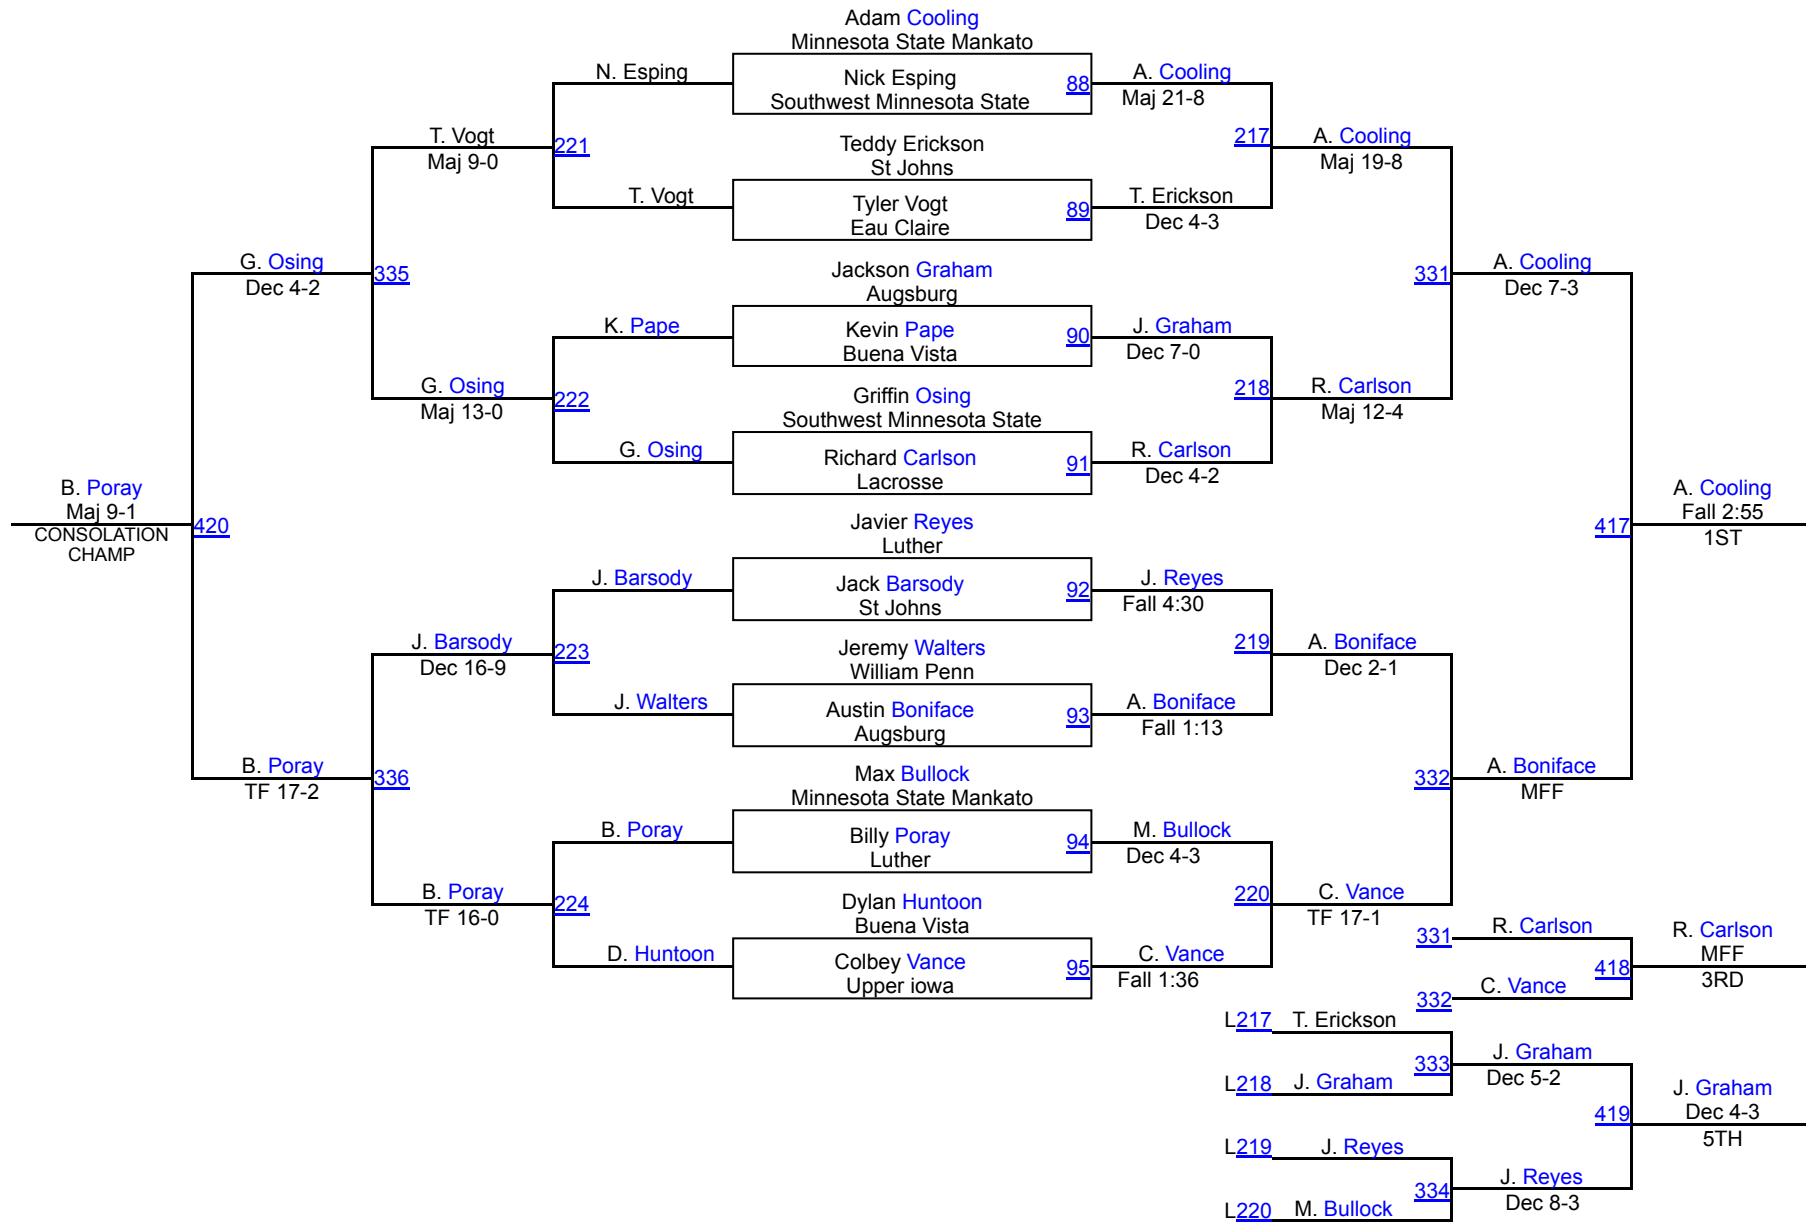 Adam Cooling
Minnesota State Mankato
N. Esping
Nick Esping
88
A. Cooling
Southwest Minnesota State
Maj 21-8
T. Vogt
221
Teddy Erickson
217
A. Cooling
Maj 9-0
St Johns
Maj 19-8
T. Vogt
Tyler Vogt
89
T. Erickson
Eau Claire
Dec 4-3
G. Osing
335
Jackson Graham
331
A. Cooling
Dec 4-2
Augsburg
Dec 7-3
K. Pape
Kevin Pape
90
J. Graham
Buena Vista
Dec 7-0
G. Osing
222
Griffin Osing
218
R. Carlson
Maj 13-0
Southwest Minnesota State
Maj 12-4
G. Osing
Richard Carlson
91
R. Carlson
Lacrosse
Dec 4-2
B. Poray
A. Cooling
Maj 9-1
420
Javier Reyes
417
Fall 2:55
CONSOLATION
CHAMP
Luther
1ST
J. Barsody
Jack Barsody
92
J. Reyes
St Johns
Fall 4:30
J. Barsody
223
Jeremy Walters
219
A. Boniface
Dec 16-9
William Penn
Dec 2-1
J. Walters
Austin Boniface
93
A. Boniface
Augsburg
Fall 1:13
B. Poray
336
Max Bullock
332
A. Boniface
TF 17-2
Minnesota State Mankato
MFF
B. Poray
Billy Poray
94
M. Bullock
Luther
Dec 4-3
B. Poray
224
Dylan Huntoon
220
C. Vance
TF 16-0
Buena Vista
TF 17-1
331
R. Carlson
R. Carlson
D. Huntoon
Colbey Vance
95
C. Vance
418
MFF
Upper iowa
Fall 1:36
332
C. Vance
3RD
L217
T. Erickson
333
J. Graham
L218
J. Graham
Dec 5-2
J. Graham
419
Dec 4-3
L219
J. Reyes
5TH
334
J. Reyes
L220
M. Bullock
Dec 8-3